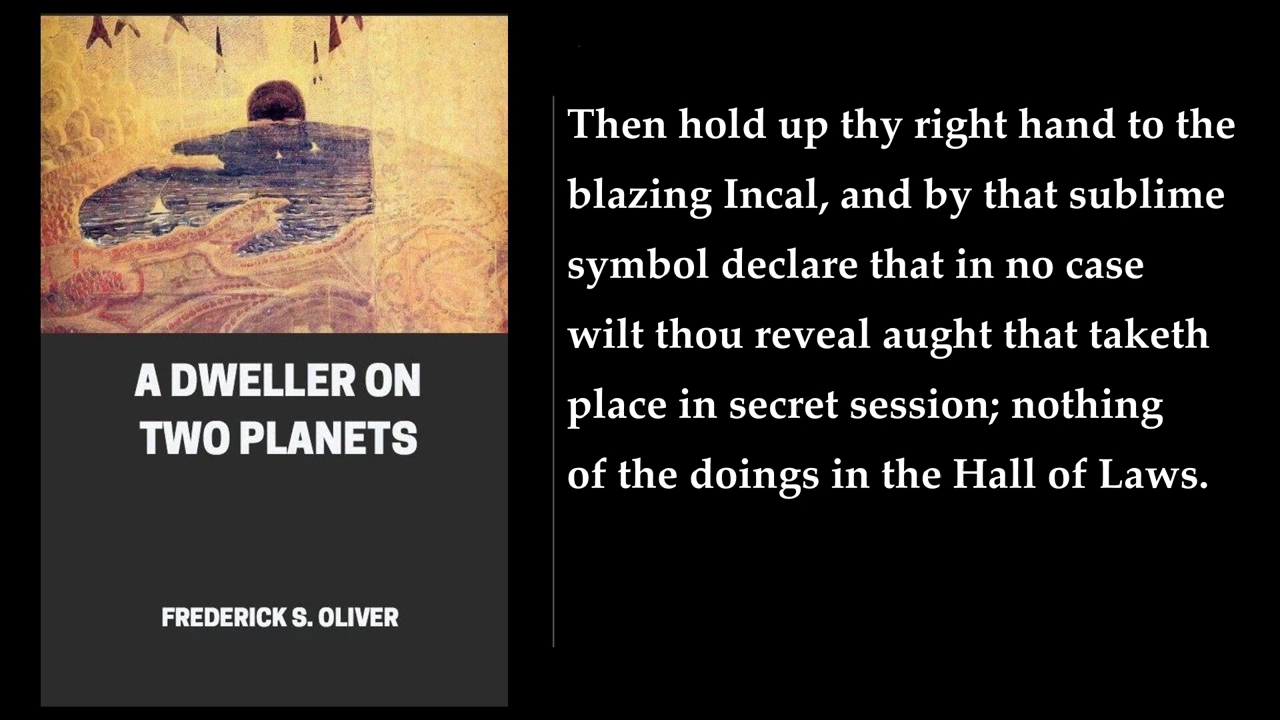 A DWELLER ON
TWO PLANETS
FREDERICK S. OLIVER
Then hold up thy right hand to the
blazing Incal, and by that sublime
symbol declare that in no case
wilt thou reveal aught that taketh
place in secret session; nothing
of the doings in the Hall of Laws.